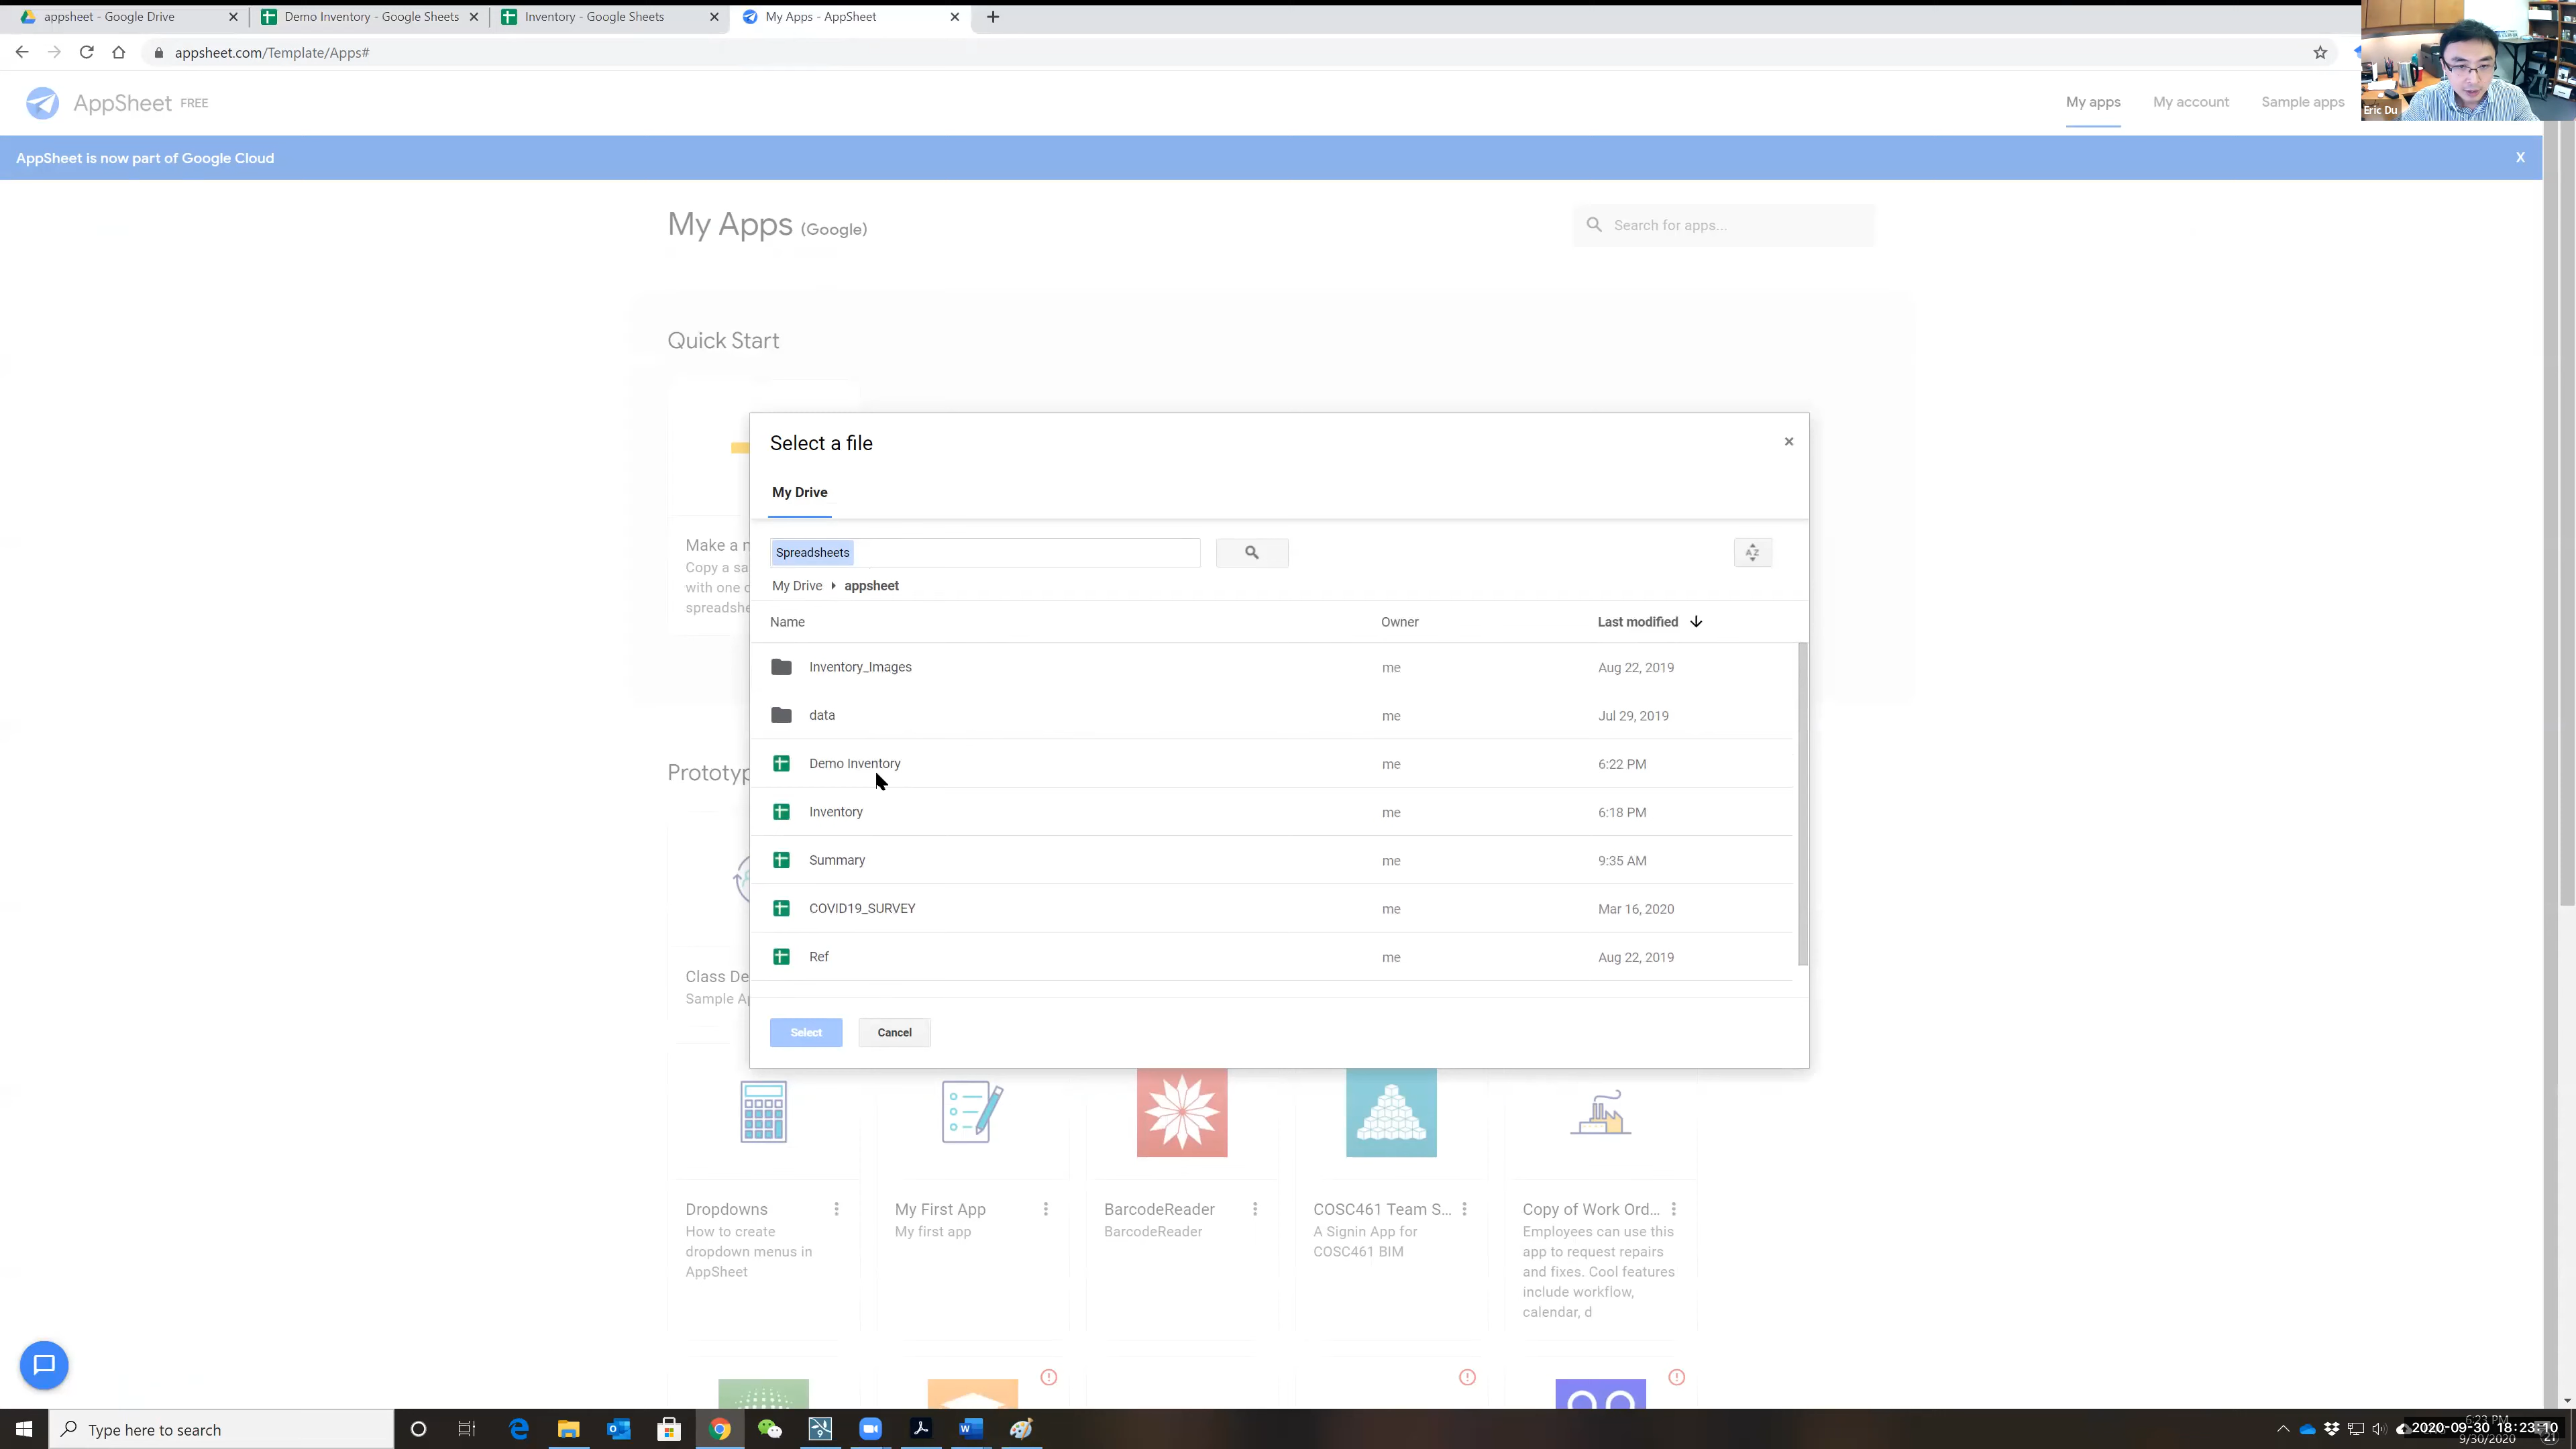 appsheet - Google Drive
Demo Inventory - Google Sheets
Inventory - Google Sheets
My Apps - AppSheet
appsheet.com/Template/Apps#
Eric Du
AppSheet FREE
My apps
My account
Sample apps
AppSheet is now part of Google Cloud
X
My Apps (Google)
Search for apps...
Quick Start
Select a file
My Drive
Spreadsheets
AZ
My Drive appsheet
Name Owner Last modified
Inventory_Images me Aug 22, 2019
data me Jul 29, 2019
Demo Inventory me 6:22 PM
Inventory me 6:18 PM
Summary me 9:35 AM
COVID19_SURVEY me Mar 16, 2020
Ref me Aug 22, 2019
Select
Cancel
Make a n
Copy a sa
with one o
spreadshe
Prototyp
Class De
Sample A
Dropdowns
How to create
dropdown menus in
AppSheet
My First App
My first app
BarcodeReader
BarcodeReader
COSC461 Team S...
A Signin App for
COSC461 BIM
Copy of Work Ord...
Employees can use this
app to request repairs
and fixes. Cool features
include workflow,
calendar, d
Type here to search
6:23 PM
2020-09-30 18:23:10
9/30/2020
21